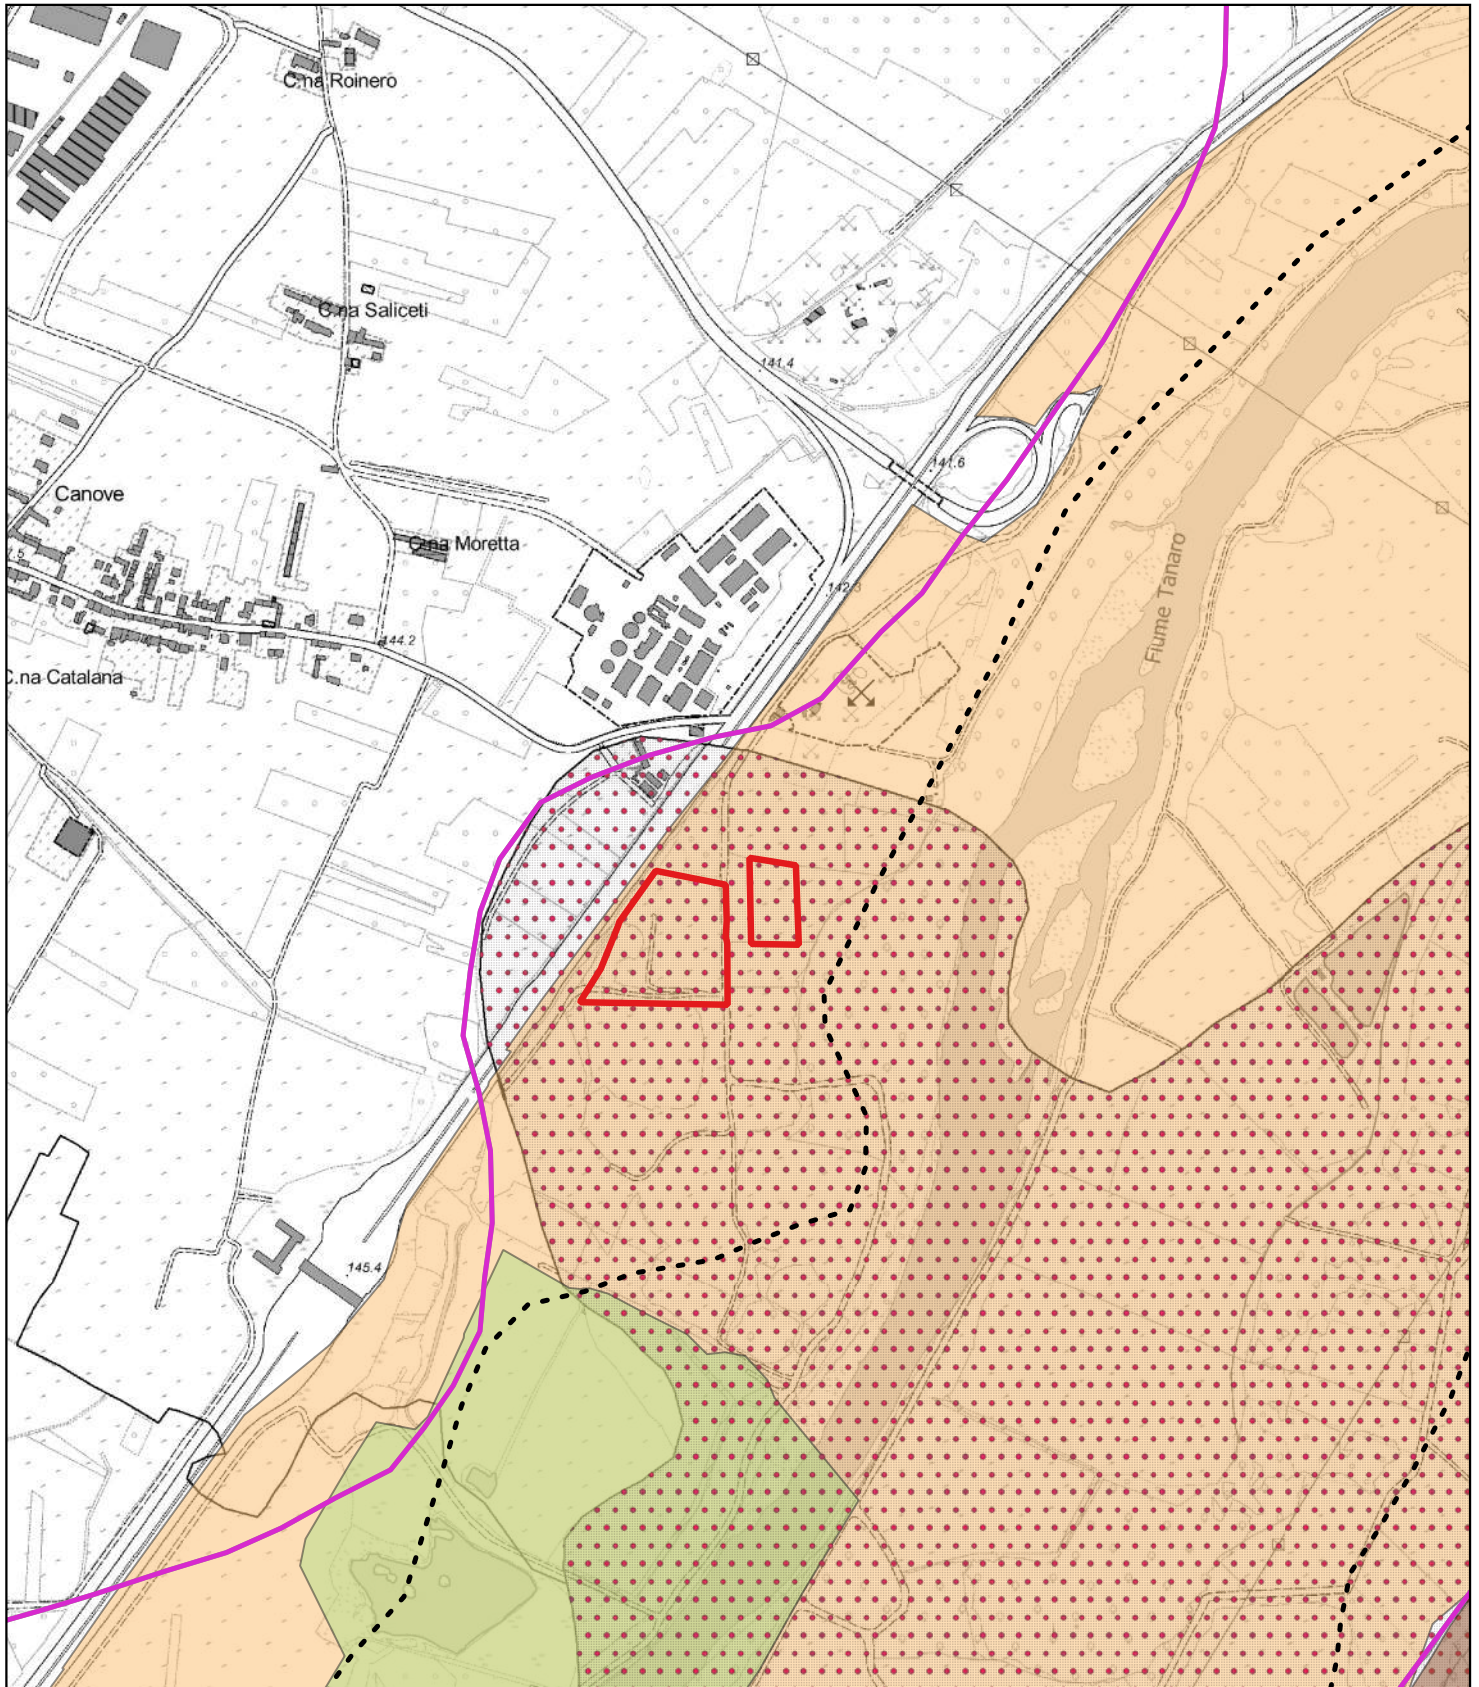 C.na Roinero
C.na Saliceti
141.4
141.6
Canove
C.na Moretta
142.3
Fiume Tanaro
144.2
C.na Catalana
145.4